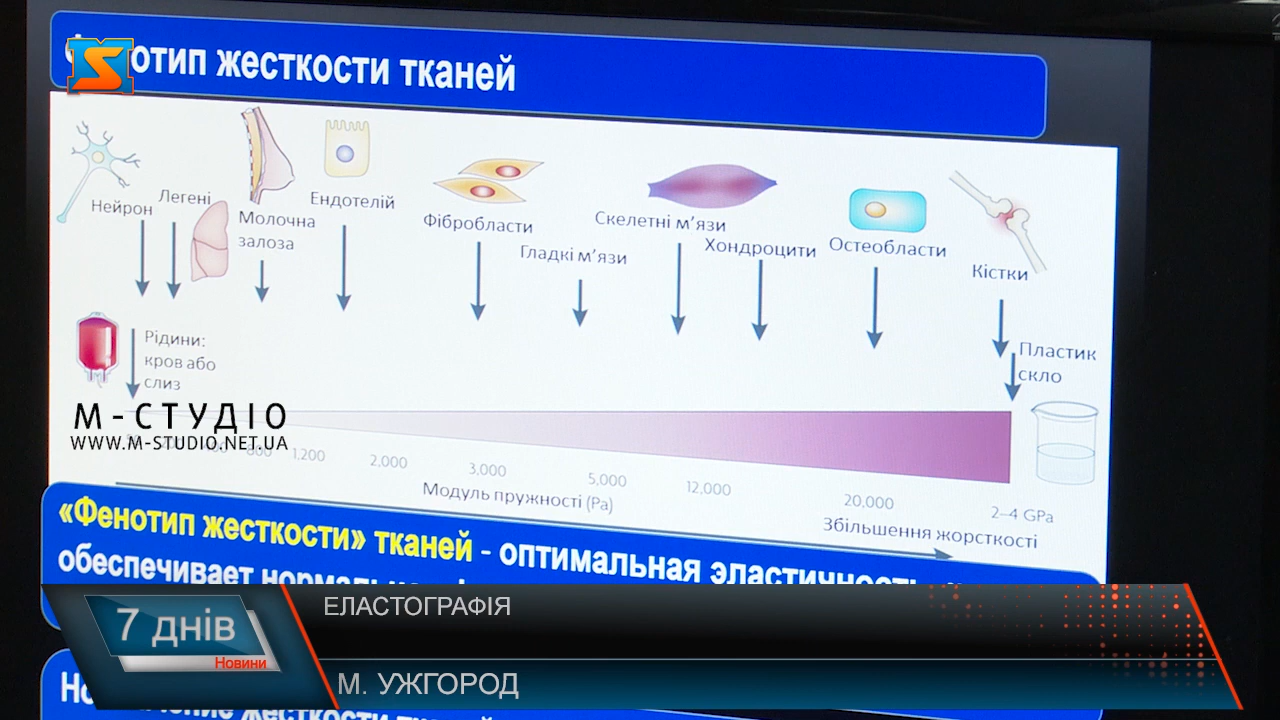 отип жесткости тканей
Нейрон
Легені
Молочна
залоза
Ендотелій
Фібробласти
Гладкі м’язи
Скелетні м’язи
Хондроцити
Остеобласти
Кістки
Рідини:
кров або
слиз
Пластик
скло
М-СТУДІО
WWW.M-STUDIO.NET.UA
800 1,200 2,000 3,000 5,000 12,000 20,000 2–4 GPa
Модуль пружності (Pa)
Збільшення жорсткості
«Фенотип жесткости» тканей - оптимальная эластичность
обеспечивает
жесткости
7 днів
Новини
ЕЛАСТОГРАФІЯ
М. УЖГОРОД